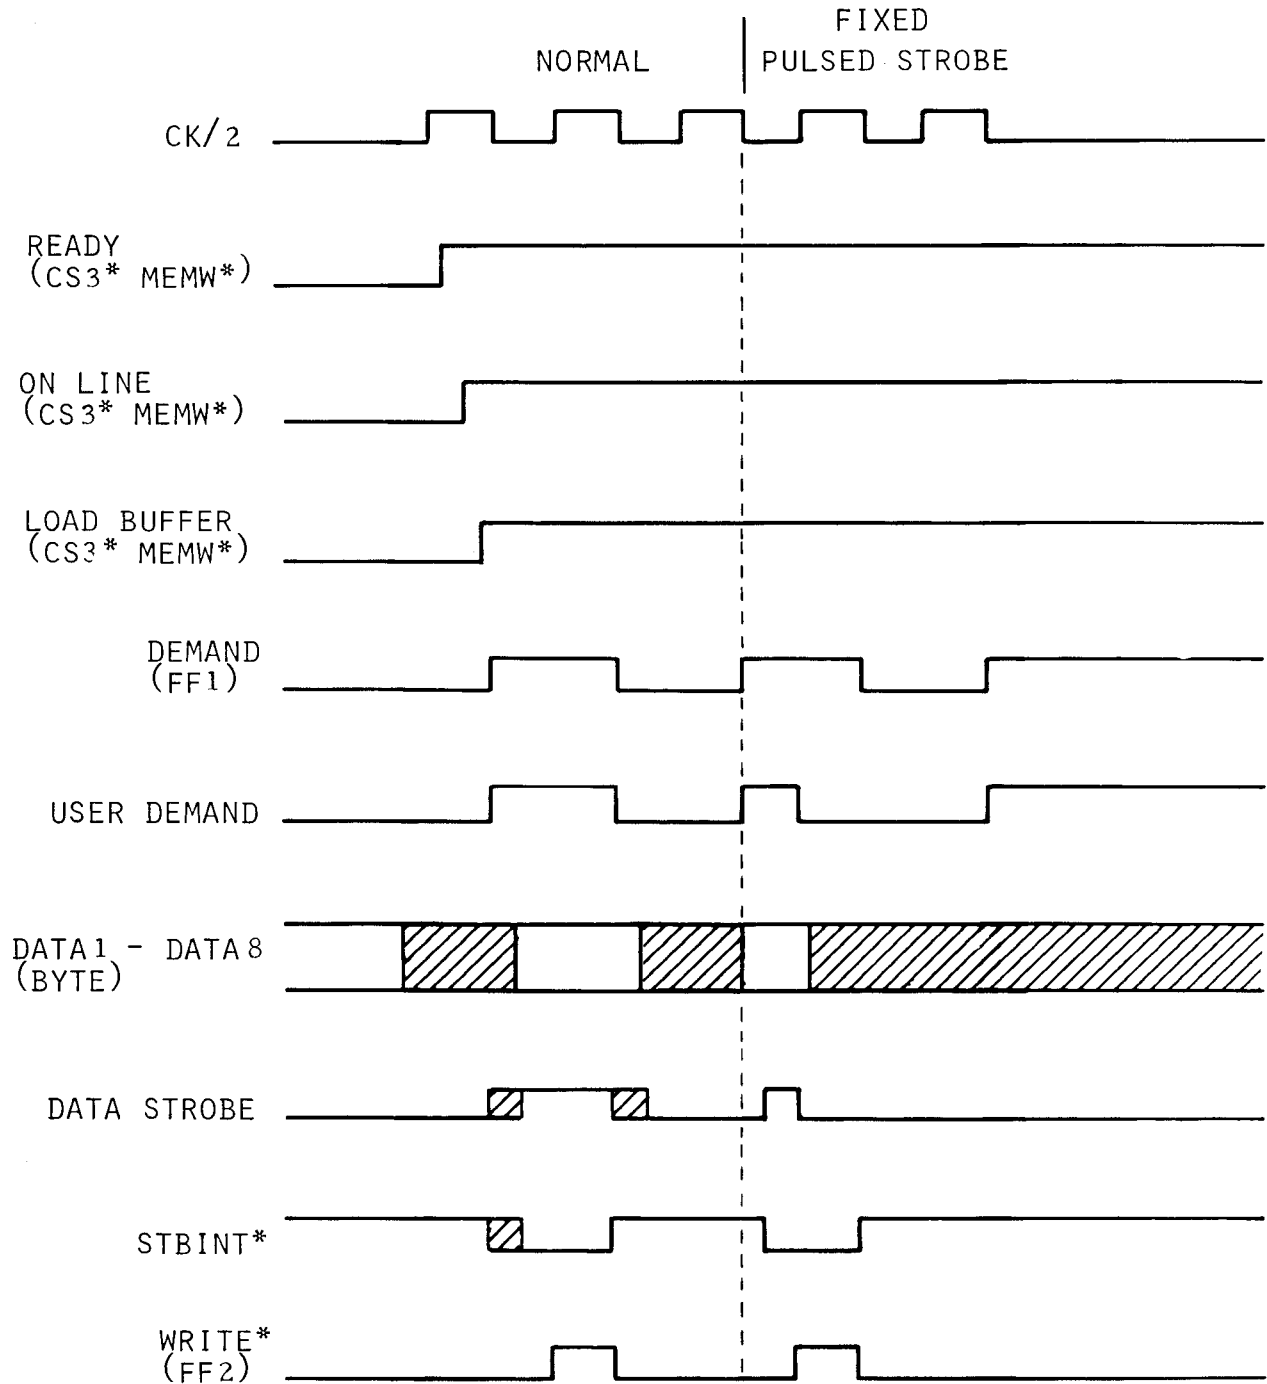 FIXED
NORMAL
PULSED STROBE
CK/2
READY
(CS3* MEMW*)
ON LINE
(CS3* MEMW*)
LOAD BUFFER
(CS3* MEMW*)
DEMAND
(FF1)
USER DEMAND
DATA1 - DATA8
(BYTE)
DATA STROBE
STBINT*
WRITE*
(FF2)